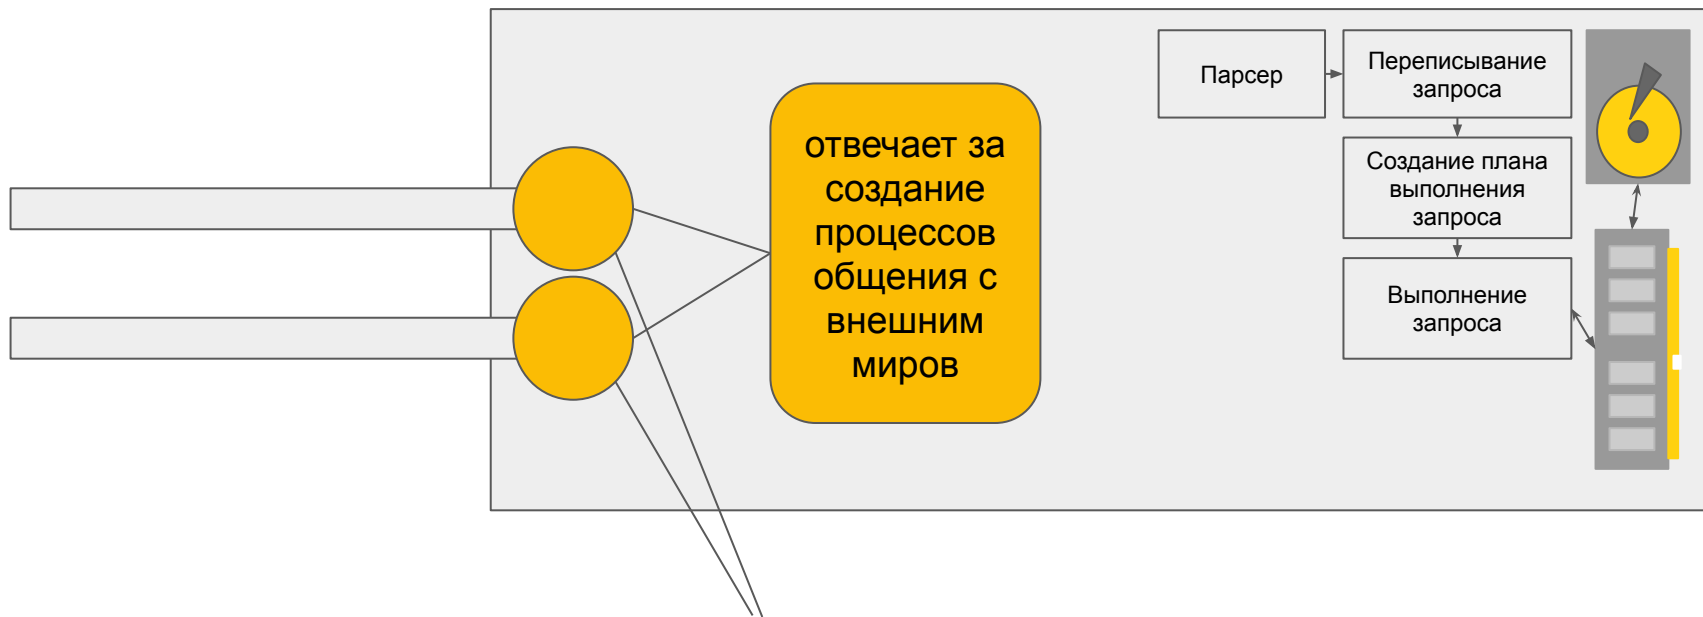 отвечает за
создание
процессов
общения с
внешним
миров
Парсер
Переписывание
запроса
Создание плана
выполнения
запроса
Выполнение
запроса